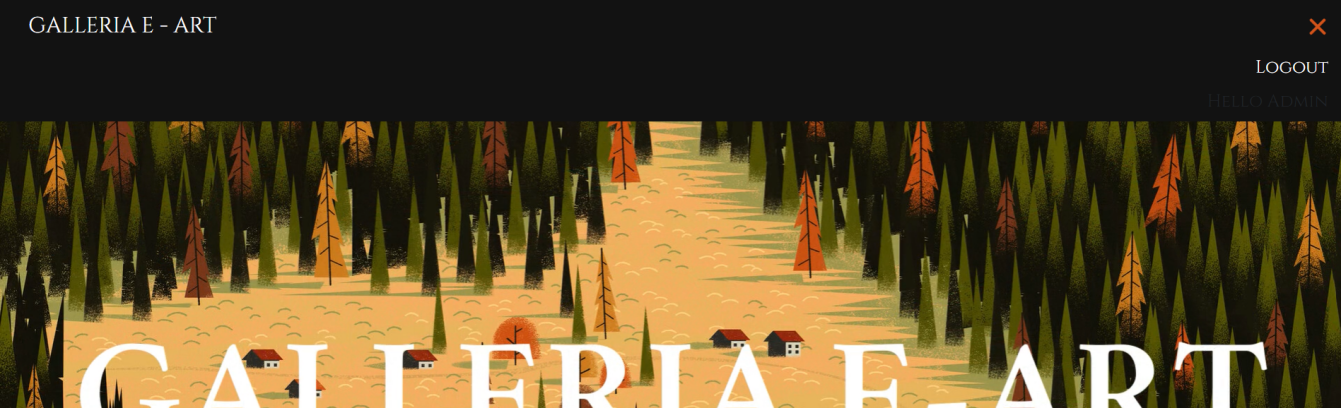 GALLERIA E - ART
LOGOUT
HELLO ADMIN
GALLERIA E-ART